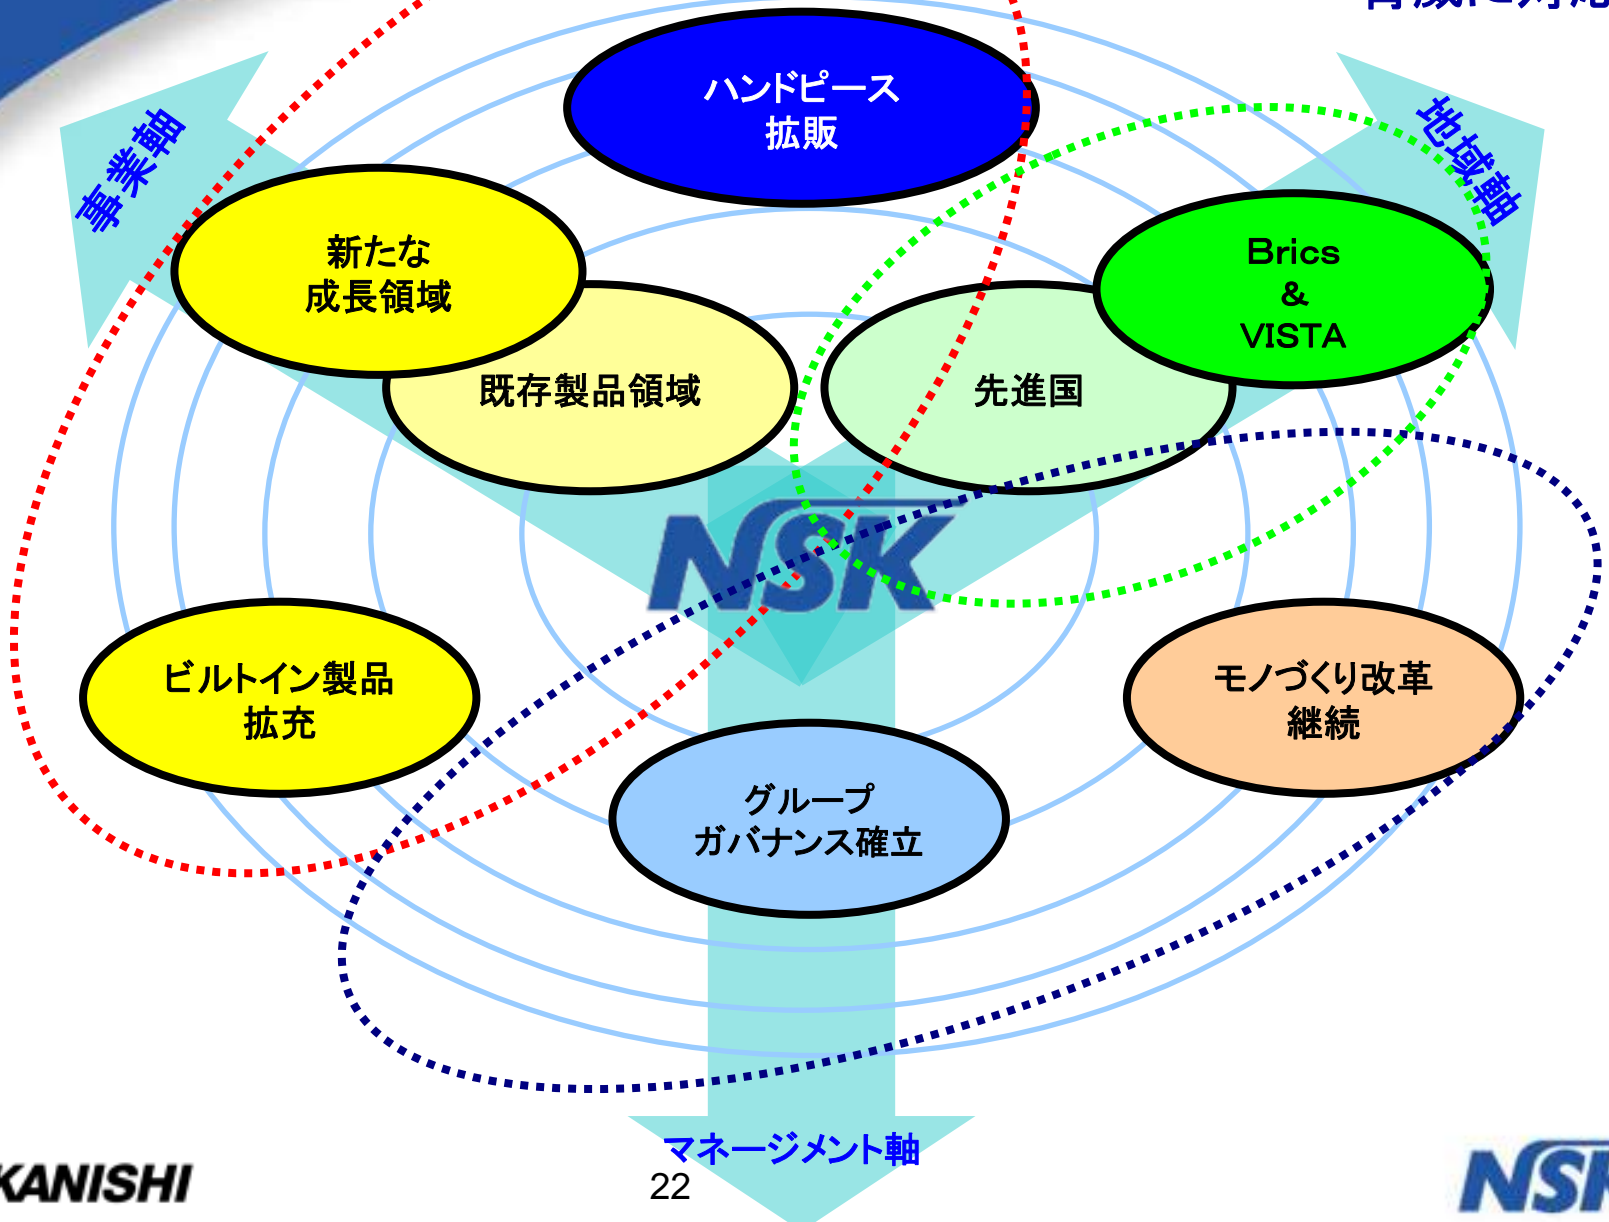 ハンドピース
拡販
事業軸
地域軸
新たな
成長領域
Brics
&
VISTA
既存製品領域
先進国
NSK
ビルトイン製品
拡充
モノづくり改革
継続
グループ
ガバナンス確立
マネージメント軸
KANISHI
22
NSK